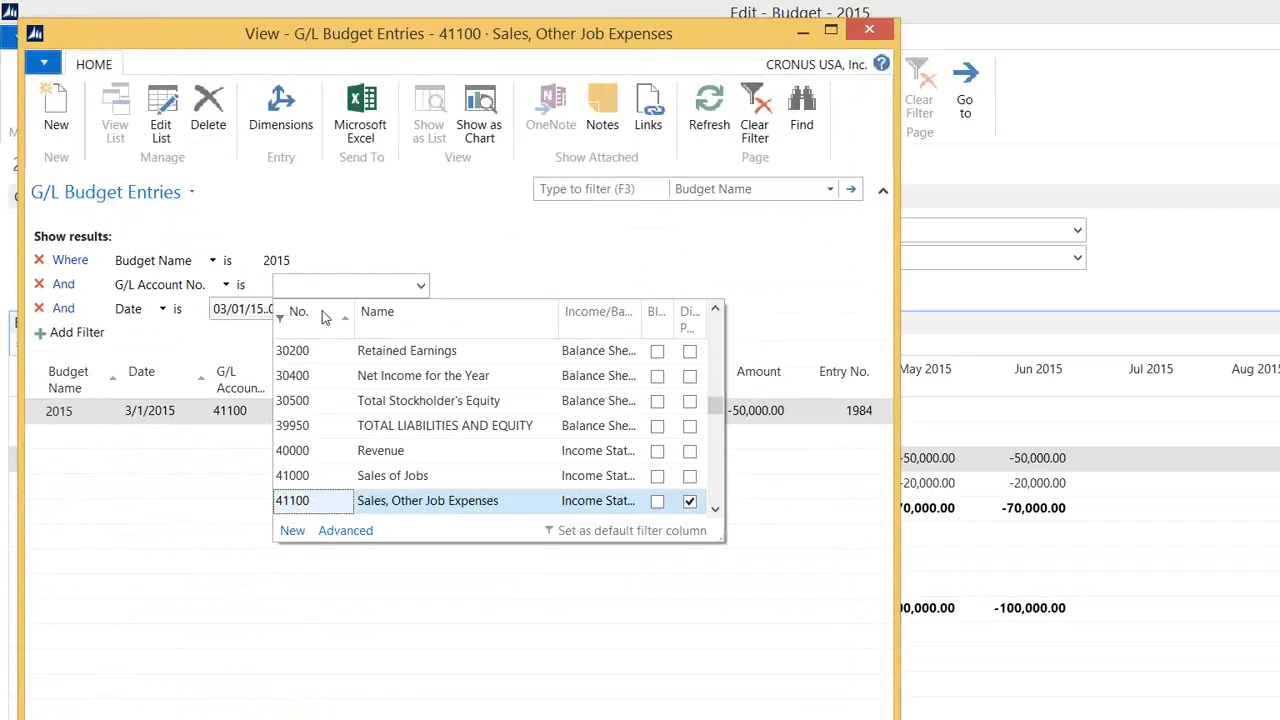 Edit - Budget - 2015
View - G/L Budget Entries - 41100 · Sales, Other Job Expenses
HOME
CRONUS USA, Inc.
New
View List
Edit List
Delete
Dimensions
Microsoft Excel
Show as List
Show as Chart
OneNote
Notes
Links
Refresh
Clear Filter
Find
Clear Filter
Go to
New
Manage
Entry
Send To
View
Show Attached
Page
Page
G/L Budget Entries
Type to filter (F3)
Budget Name
Show results:
Where Budget Name is 2015
And G/L Account No. is
And Date is 03/01/15..
Add Filter
No. Name Income/Ba... Bl... Di... P...
30200 Retained Earnings Balance She...
30400 Net Income for the Year Balance She...
30500 Total Stockholder's Equity Balance She...
39950 TOTAL LIABILITIES AND EQUITY Balance She...
40000 Revenue Income Stat...
41000 Sales of Jobs Income Stat...
41100 Sales, Other Job Expenses Income Stat...
New Advanced Set as default filter column
Budget Name Date G/L Accoun... Amount Entry No.
2015 3/1/2015 41100 -50,000.00 1984
May 2015 Jun 2015 Jul 2015 Aug 2015
-50,000.00 -50,000.00
-20,000.00 -20,000.00
70,000.00 -70,000.00
00,000.00 -100,000.00